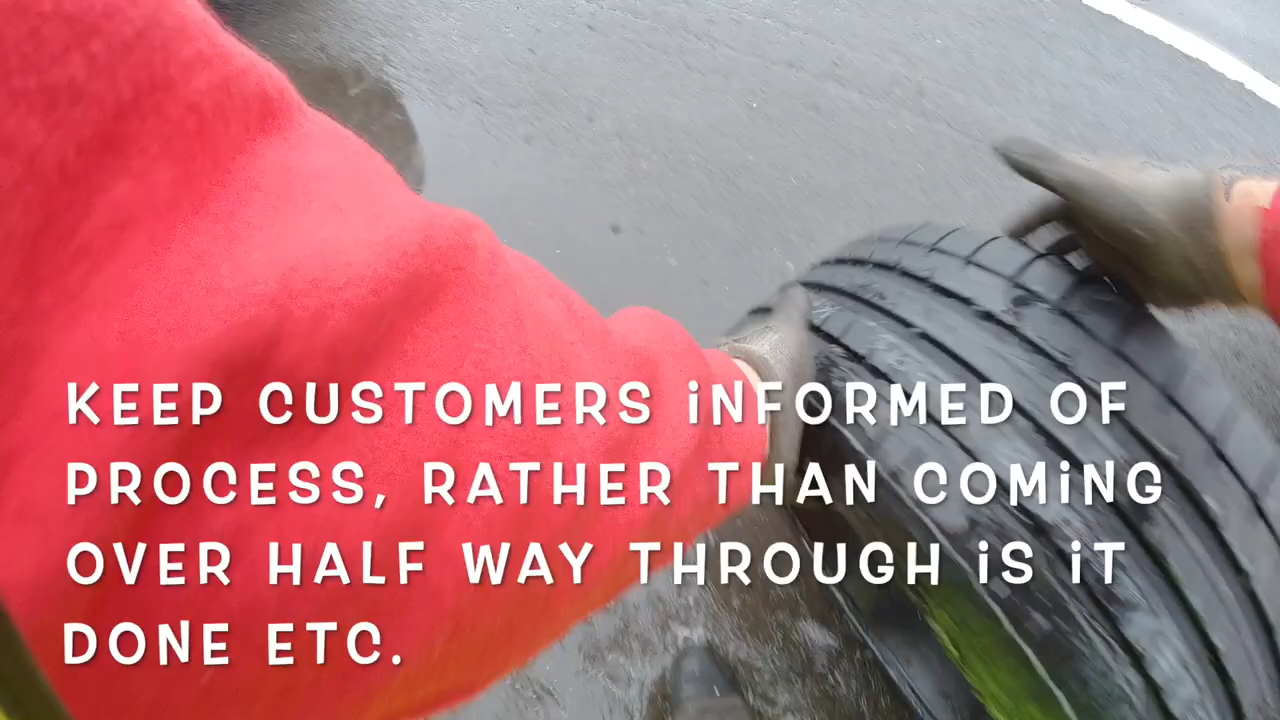 KEEP CUSTOMERS iNFORMED OF
PROCESS, RATHER THAN COMiNG
OVER HALF WAY THROUGH iS iT
DONE ETC.